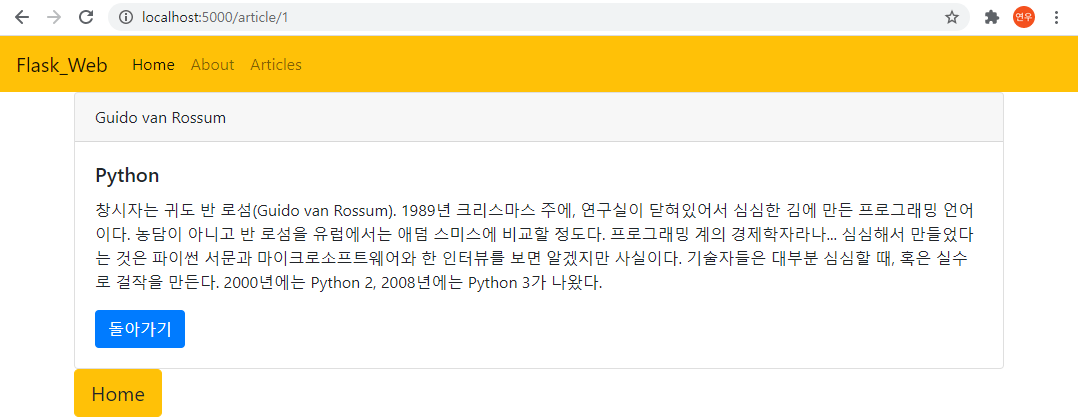 localhost:5000/article/1
연우
Flask_Web Home About Articles
Guido van Rossum
Python
창시자는 귀도 반 로섬(Guido van Rossum). 1989년 크리스마스 주에, 연구실이 닫혀있어서 심심한 김에 만든 프로그래밍 언어
이다. 농담이 아니고 반 로섬을 유럽에서는 애덤 스미스에 비교할 정도다. 프로그래밍 계의 경제학자라나... 심심해서 만들었다
는 것은 파이썬 서문과 마이크로소프트웨어와 한 인터뷰를 보면 알겠지만 사실이다. 기술자들은 대부분 심심할 때, 혹은 실수
로 걸작을 만든다. 2000년에는 Python 2, 2008년에는 Python 3가 나왔다.
돌아가기
Home